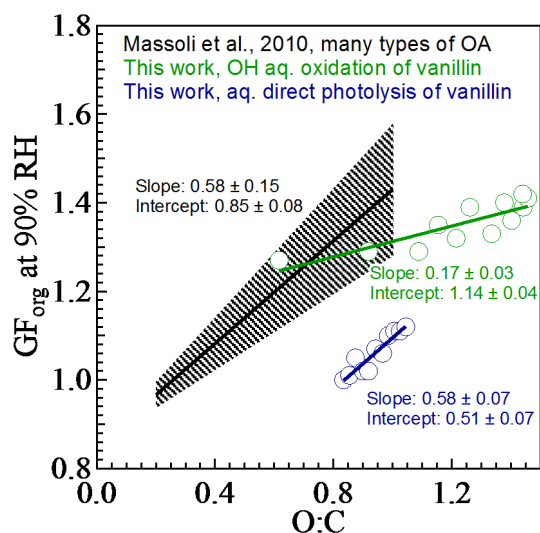 Massoli et al., 2010, many types of OA
This work, OH aq. oxidation of vanillin
This work, aq. direct photolysis of vanillin
Slope: 0.58 ± 0.15
Intercept: 0.85 ± 0.08
Slope: 0.17 ± 0.03
Intercept: 1.14 ± 0.04
Slope: 0.58 ± 0.07
Intercept: 0.51 ± 0.07
GForg at 90% RH
1.8
1.6
1.4
1.2
1.0
0.8
0.0 0.4 0.8 1.2
O:C